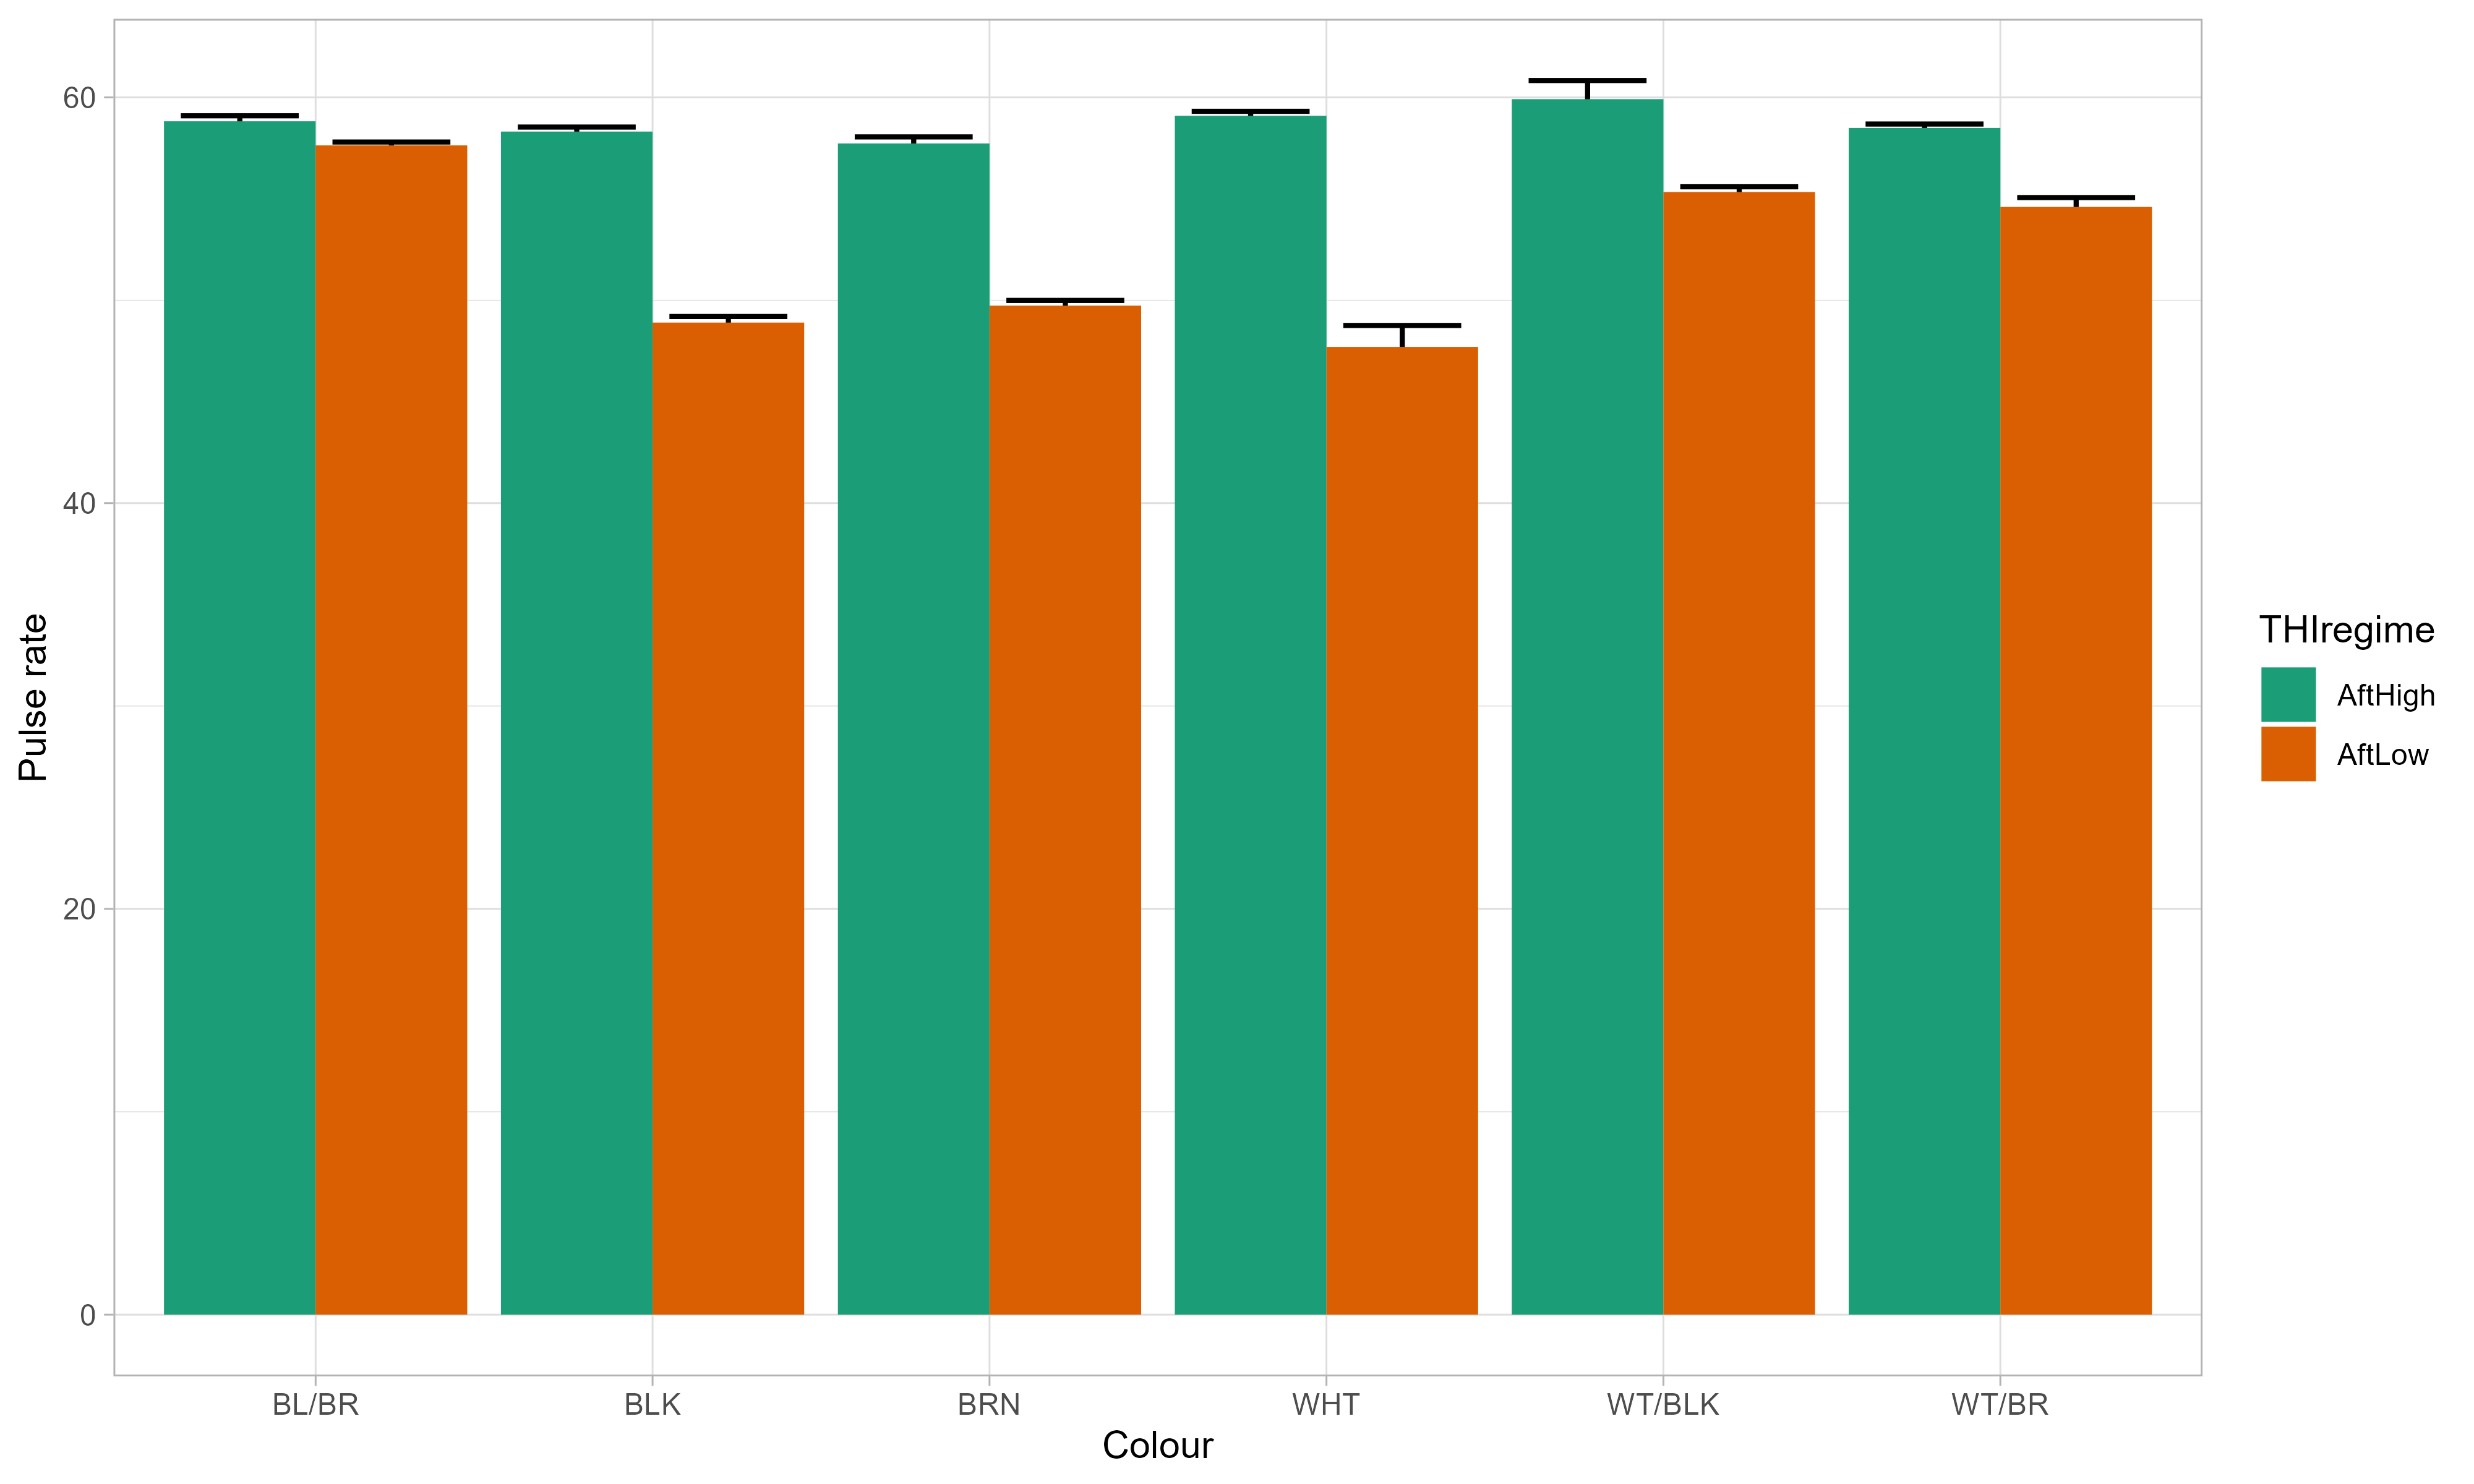 60
40
20
0
Pulse rate
BL/BR BLK BRN WHT WT/BLK WT/BR
Colour
THIregime
AftHigh
AftLow